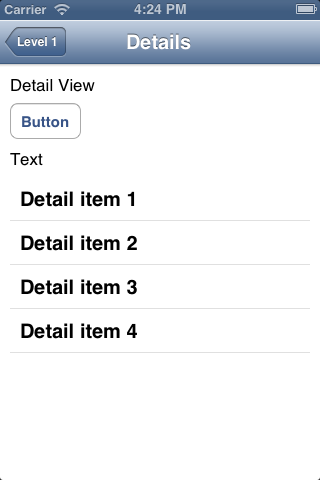 Carrier 4:24 PM
Level 1 Details
Detail View
Button
Text
Detail item 1
Detail item 2
Detail item 3
Detail item 4